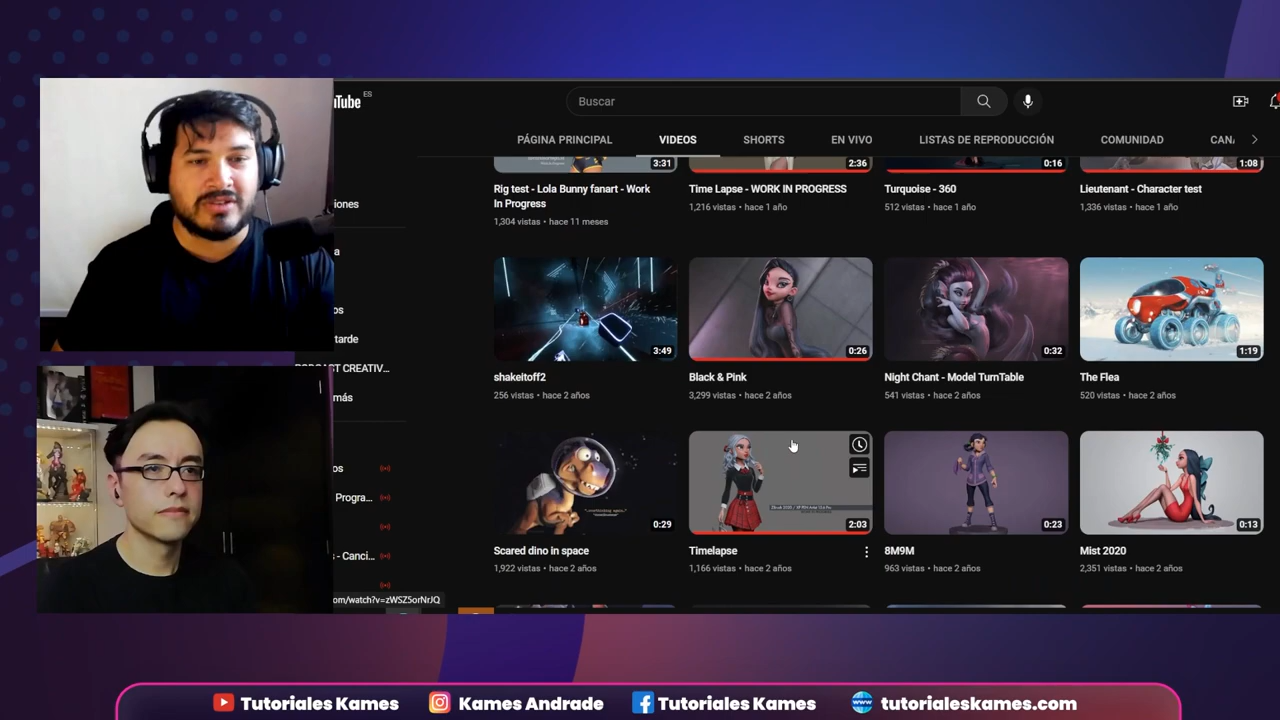 uTube ES
Buscar
PÁGINA PRINCIPAL VIDEOS SHORTS EN VIVO LISTAS DE REPRODUCCIÓN COMUNIDAD CAN
3:31 2:36 0:16 1:08
Rig test - Lola Bunny fanart - Work In Progress
1,304 vistas • hace 11 meses
Time Lapse - WORK IN PROGRESS
1,216 vistas • hace 1 año
Turquoise - 360
512 vistas • hace 1 año
Lieutenant - Character test
1,336 vistas • hace 1 año
iones
a
os
tarde
PODCAST CREATIV...
más
os
Progra...
- Canci...
3:49 0:26 0:32 1:19
shakeitoff2
256 vistas • hace 2 años
Black & Pink
3,299 vistas • hace 2 años
Night Chant - Model TurnTable
541 vistas • hace 2 años
The Flea
520 vistas • hace 2 años
0:29 2:03 0:23 0:13
Scared dino in space
1,922 vistas • hace 2 años
Timelapse
1,166 vistas • hace 2 años
8M9M
963 vistas • hace 2 años
Mist 2020
2,351 vistas • hace 2 años
om/watch?v=zWSZ5orNrJQ
Tutoriales Kames Kames Andrade Tutoriales Kames tutorialeskames.com